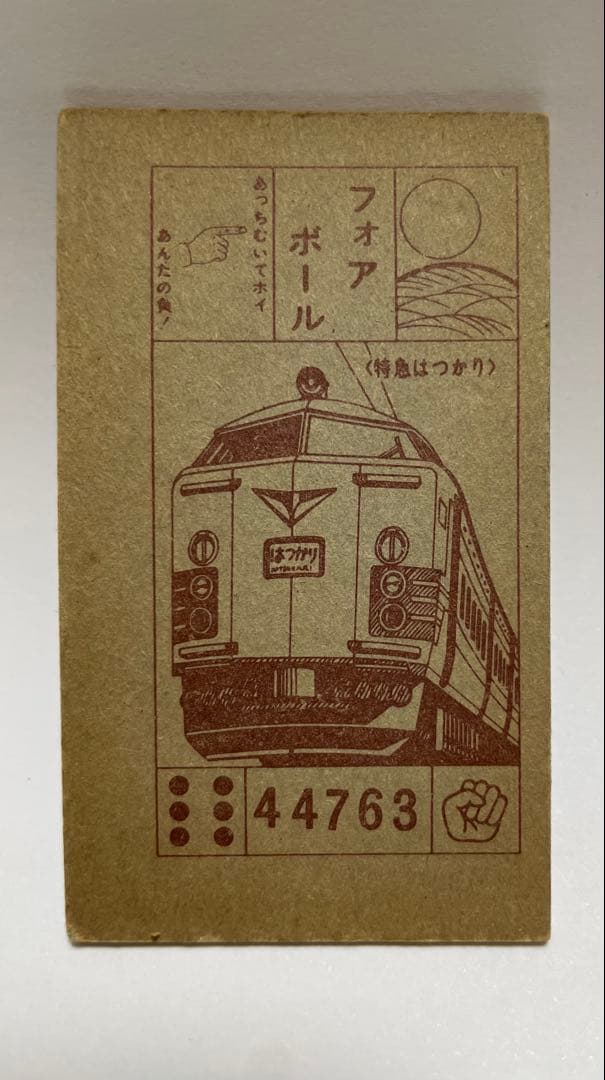 フォア
ボール
あっちむいてホイ
あんたの負!
〈特急はつかり〉
はつかり
HATSUKARI
44763